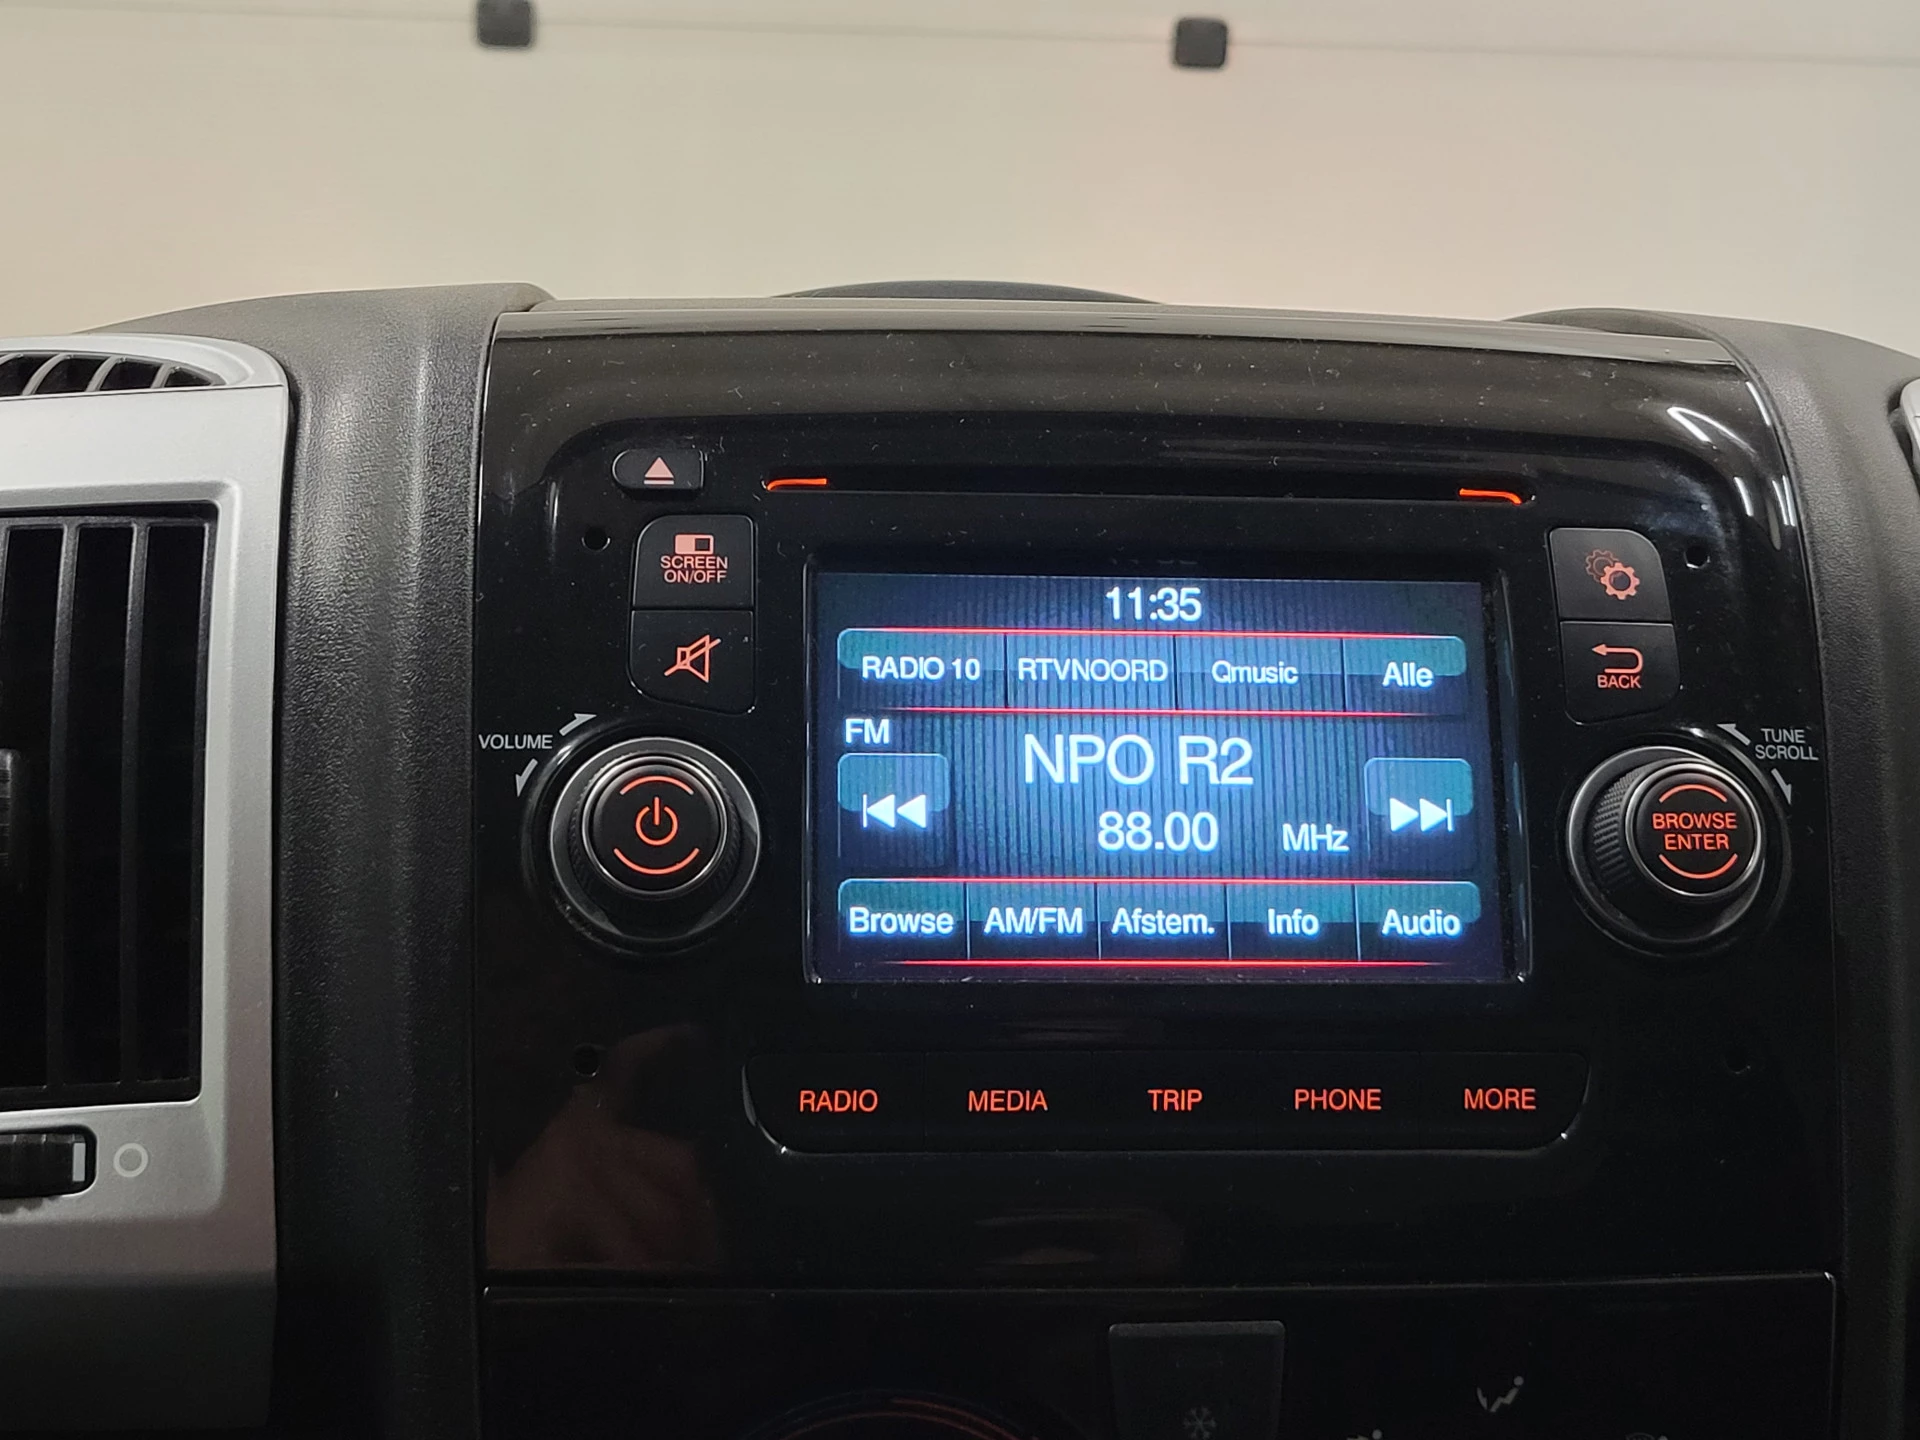 SCREEN
ON/OFF
VOLUME
11:35
RADIO 10 RTVNOORD Qmusic Alle
FM
NPO R2
88.00 MHz
Browse AM/FM Afstem. Info Audio
BACK
TUNE
SCROLL
BROWSE
ENTER
RADIO MEDIA TRIP PHONE MORE